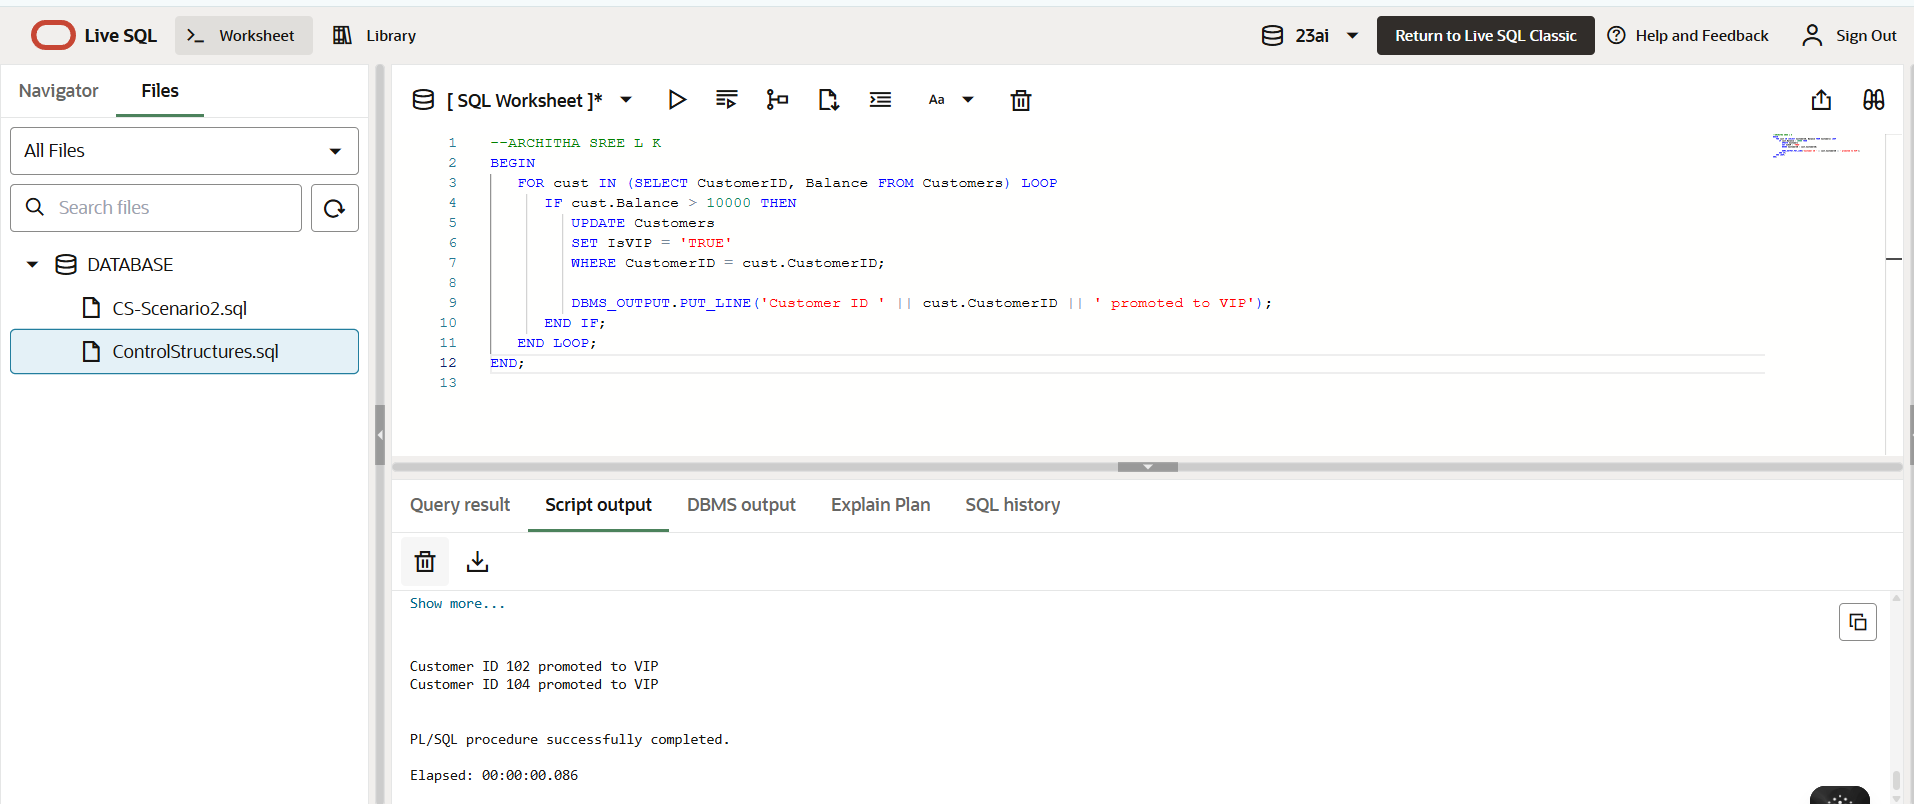 Live SQL
Worksheet
Library
23ai
Return to Live SQL Classic
Help and Feedback
Sign Out
Navigator
Files
All Files
Search files
DATABASE
CS-Scenario2.sql
ControlStructures.sql
[ SQL Worksheet ]*
Aa
1 --ARCHITHA SREE L K
2 BEGIN
3 FOR cust IN (SELECT CustomerID, Balance FROM Customers) LOOP
4 IF cust.Balance > 10000 THEN
5 UPDATE Customers
6 SET IsVIP = 'TRUE'
7 WHERE CustomerID = cust.CustomerID;
8
9 DBMS_OUTPUT.PUT_LINE('Customer ID ' || cust.CustomerID || ' promoted to VIP');
10 END IF;
11 END LOOP;
12 END;
13
Query result
Script output
DBMS output
Explain Plan
SQL history
Show more...
Customer ID 102 promoted to VIP
Customer ID 104 promoted to VIP
PL/SQL procedure successfully completed.
Elapsed: 00:00:00.086